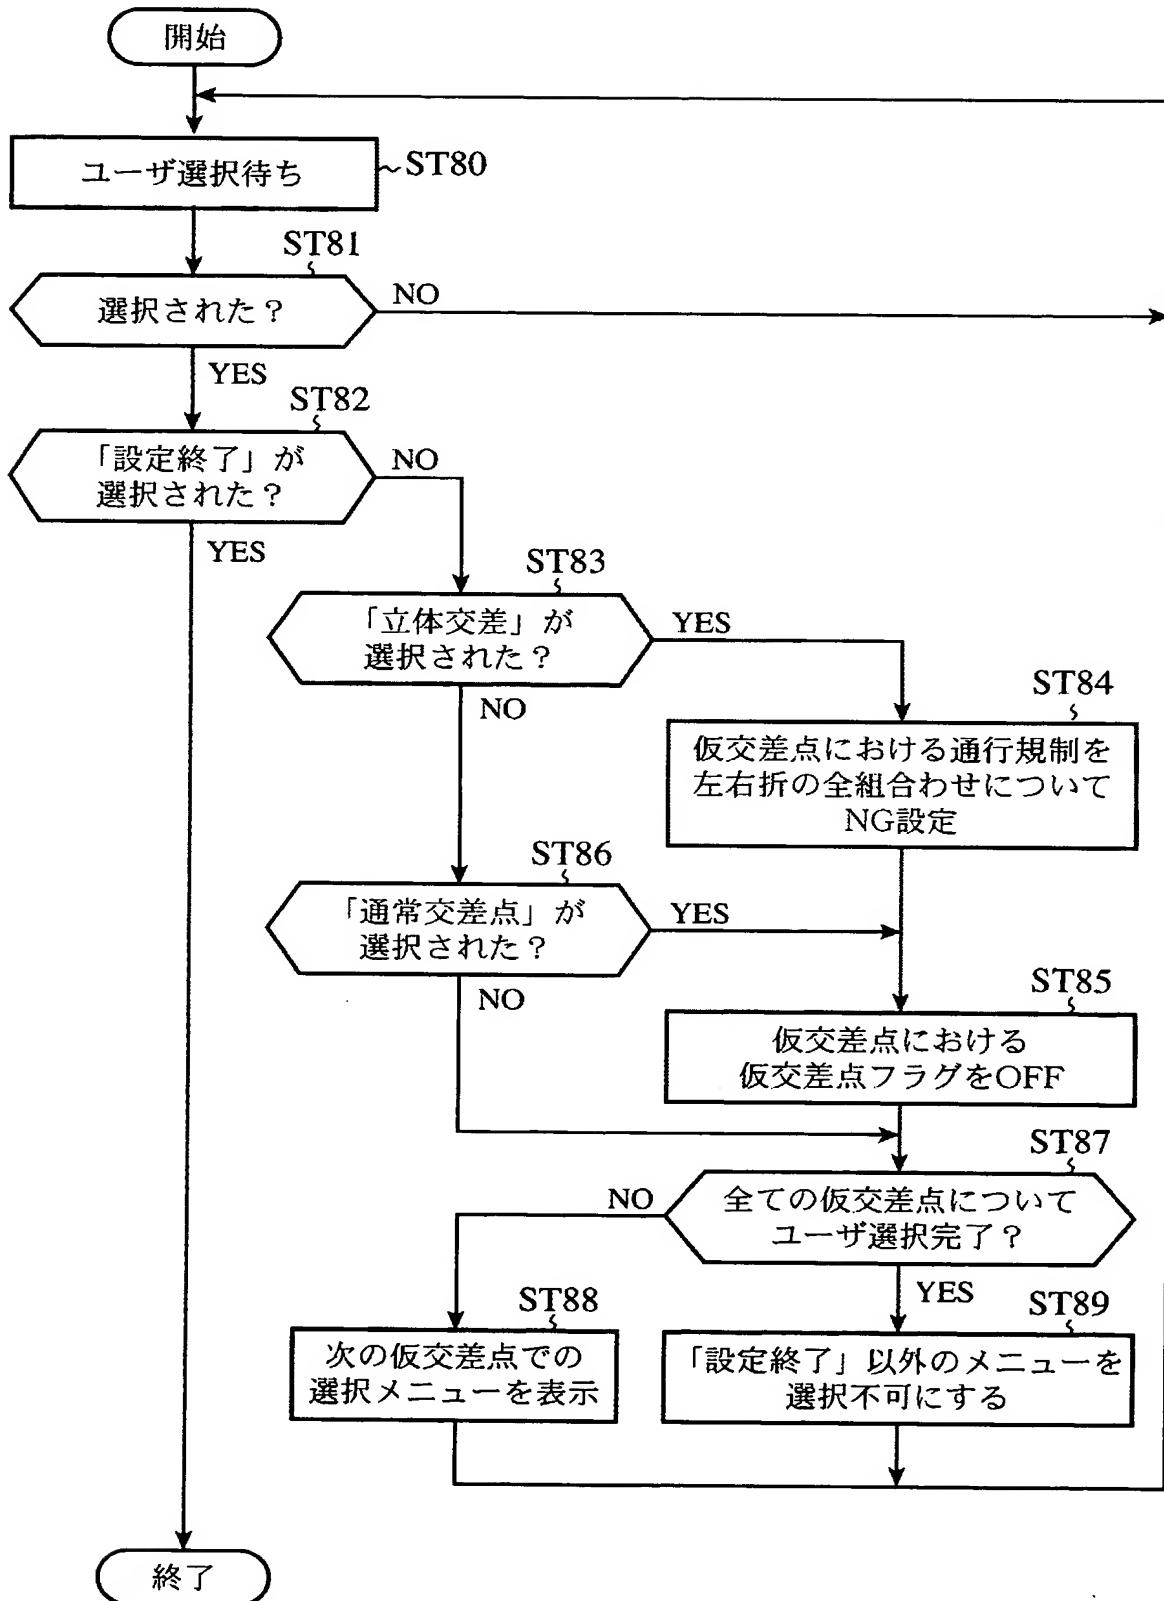 開始
ユーザ選択待ち
ST80
ST81
選択された？
NO
YES
ST82
「設定終了」が
選択された？
NO
YES
ST83
「立体交差」が
選択された？
YES
NO
ST84
仮交差点における通行規制を
左右折の全組合わせについて
NG設定
ST86
「通常交差点」が
選択された？
YES
NO
ST85
仮交差点における
仮交差点フラグをOFF
ST87
全ての仮交差点について
ユーザ選択完了？
NO
YES
ST88
次の仮交差点での
選択メニューを表示
ST89
「設定終了」以外のメニューを
選択不可にする
終了